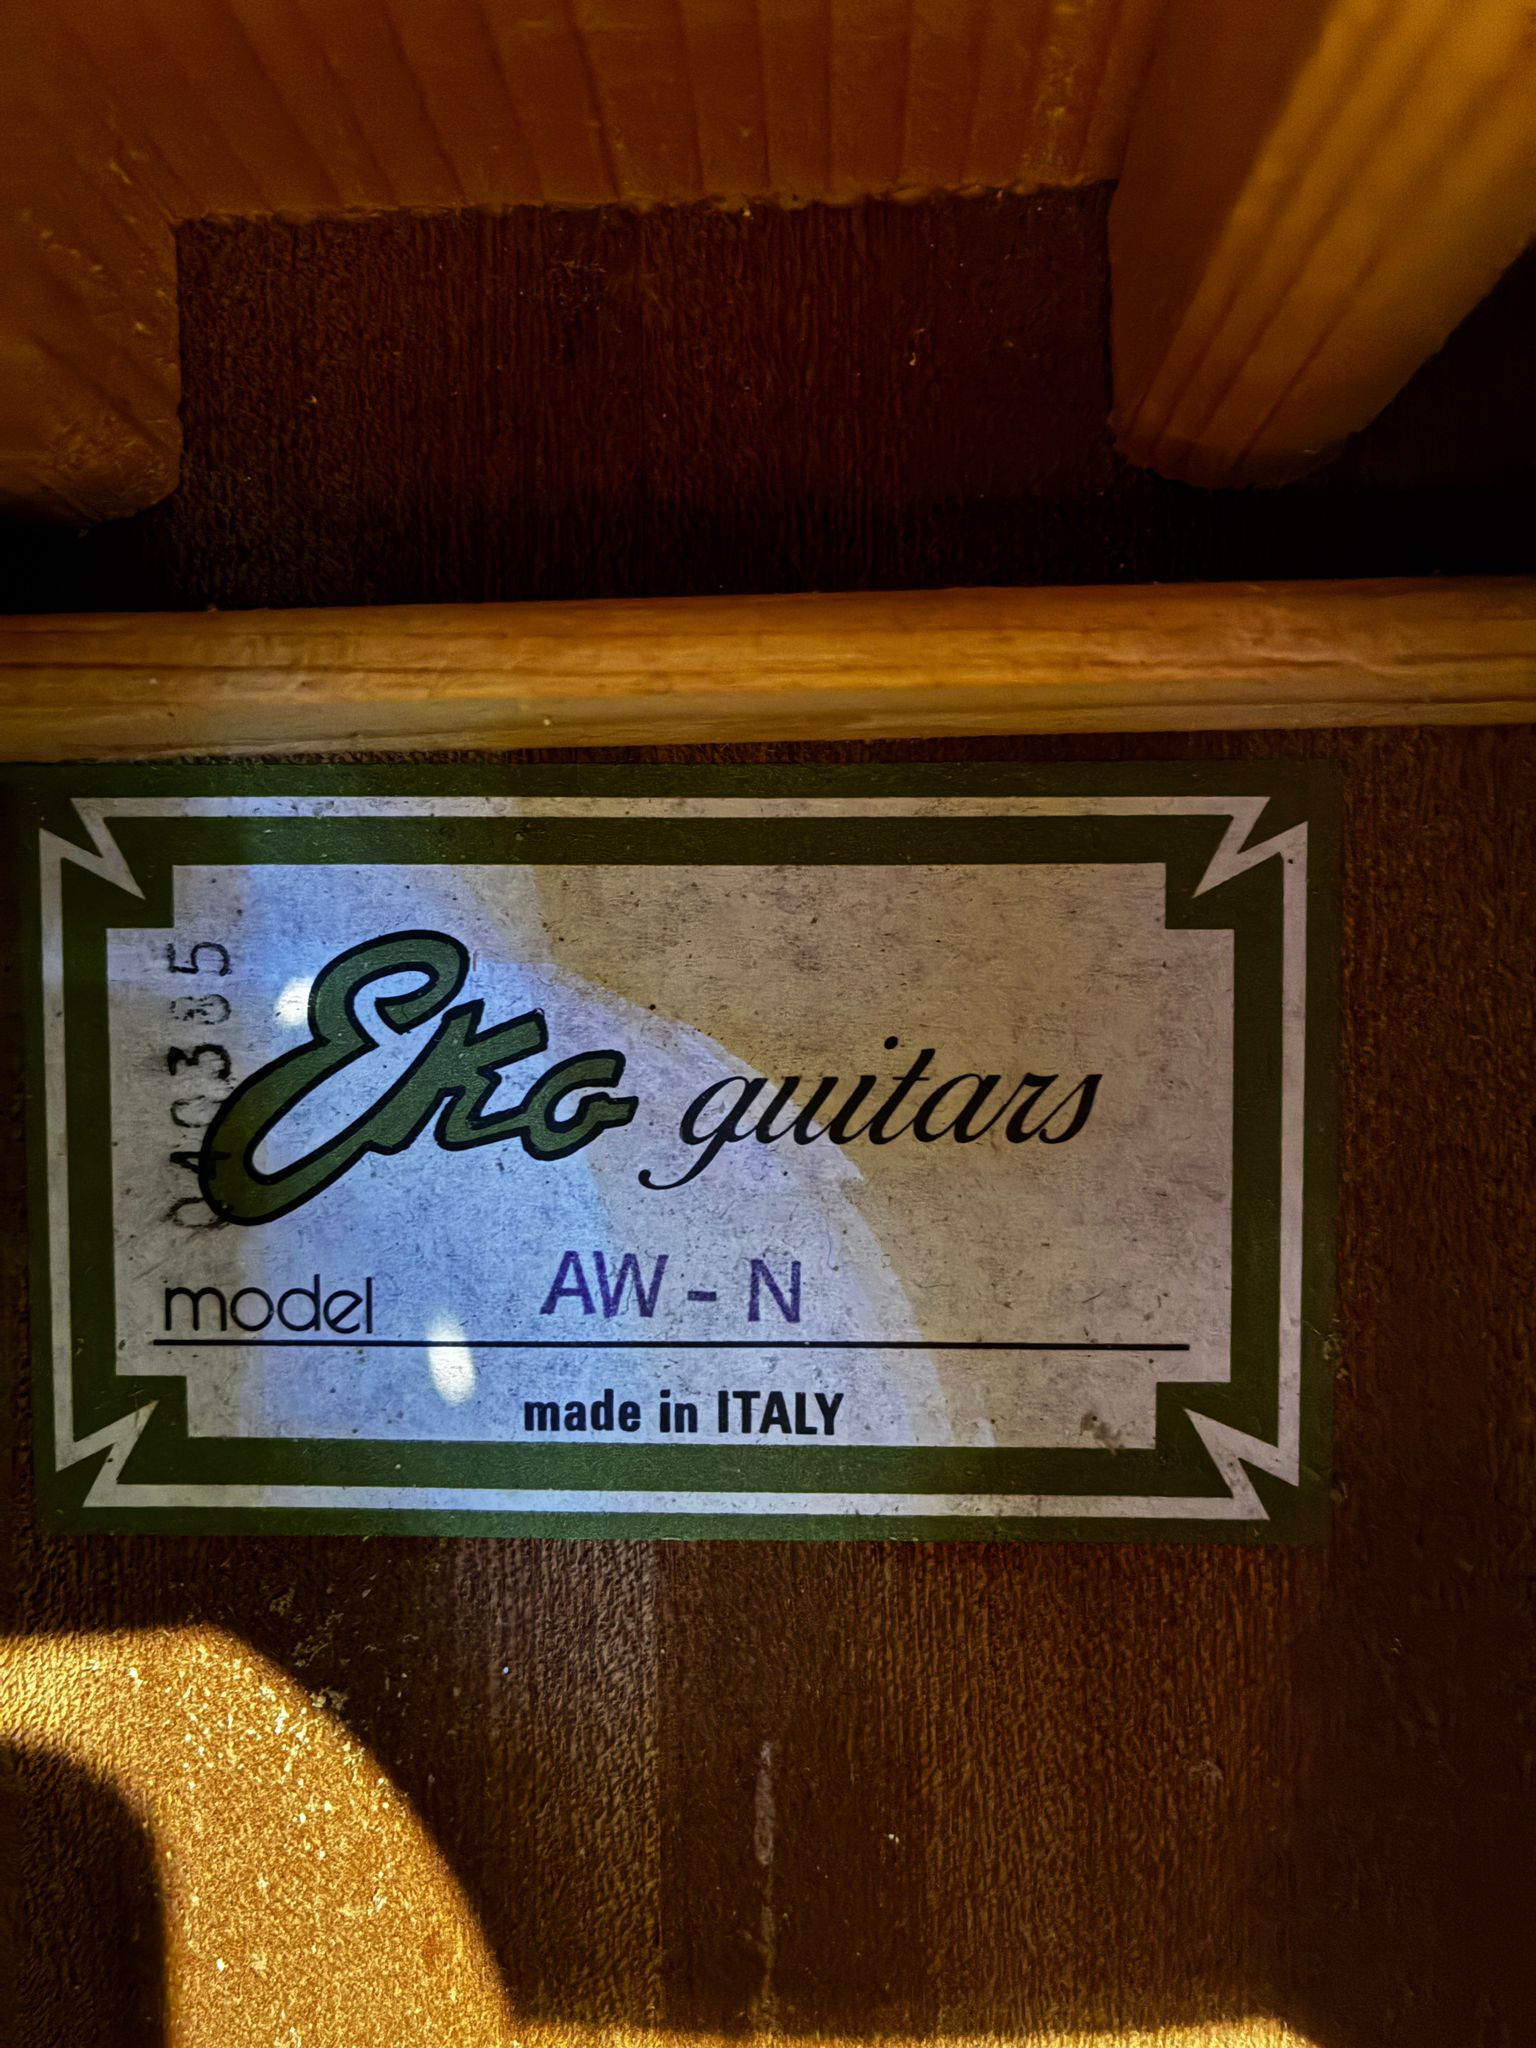 Eko guitars
model AW - N
made in ITALY